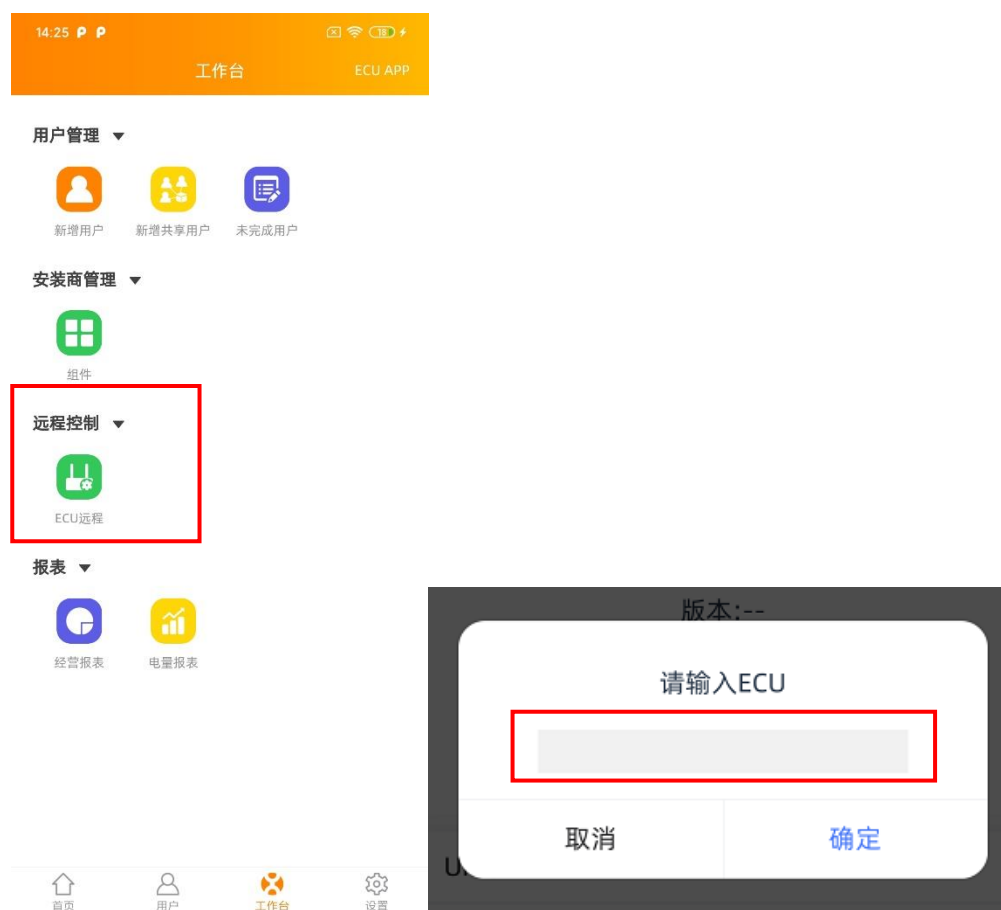 14:25
18
工作台
ECU APP
用户管理
新增用户
新增共享用户
未完成用户
安装商管理
组件
远程控制
ECU远程
报表
经营报表
电量报表
首页
用户
工作台
设置
版本:--
请输入ECU
取消
确定